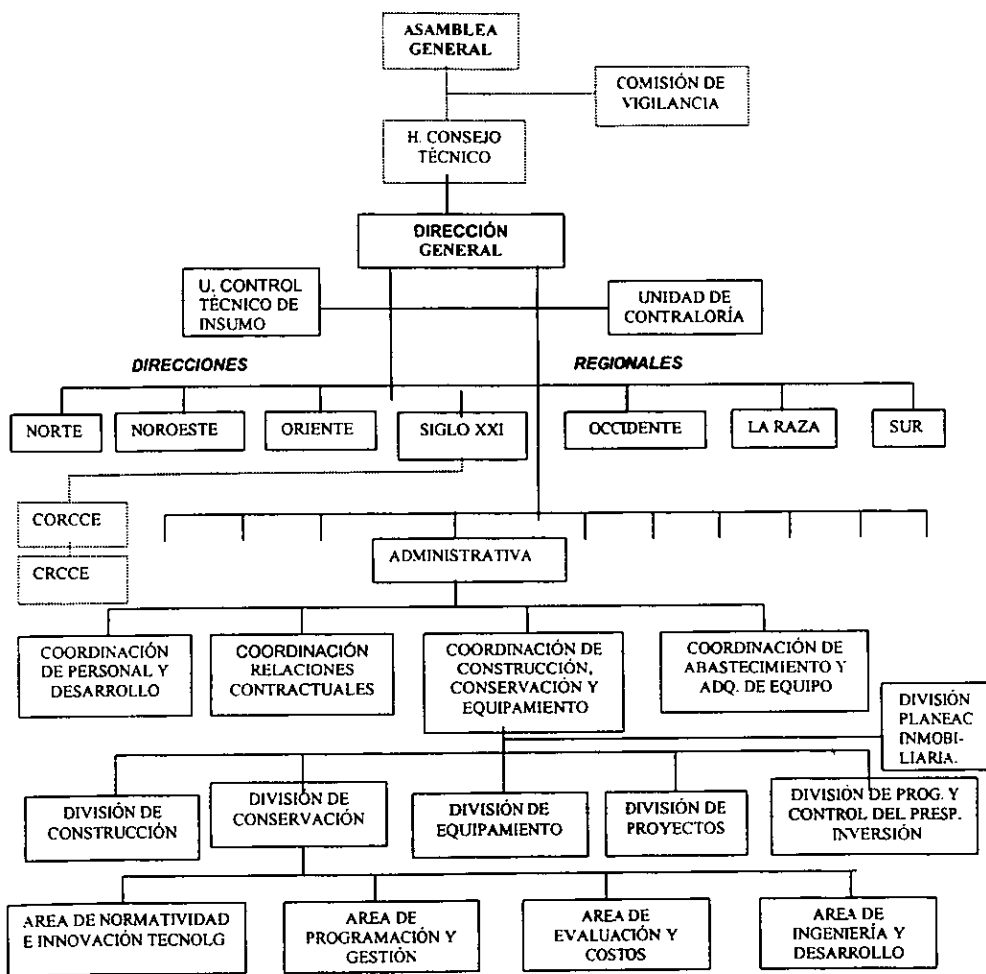 ASAMBLEA
GENERAL
COMISIÓN DE
VIGILANCIA
H. CONSEJO
TÉCNICO
DIRECCIÓN
GENERAL
U. CONTROL
TÉCNICO DE
INSUMO
UNIDAD DE
CONTRALORÍA
DIRECCIONES REGIONALES
NORTE
NOROESTE
ORIENTE
SIGLO XXI
OCCIDENTE
LA RAZA
SUR
CORCCE
CRCCE
ADMINISTRATIVA
COORDINACIÓN
DE PERSONAL Y
DESARROLLO
COORDINACIÓN
RELACIONES
CONTRACTUALES
COORDINACIÓN DE
CONSTRUCCIÓN,
CONSERVACIÓN Y
EQUIPAMIENTO
COORDINACIÓN DE
ABASTECIMIENTO Y
ADQ. DE EQUIPO
DIVISIÓN
PLANEAC
INMOBI-
LIARIA.
DIVISIÓN DE
CONSTRUCCIÓN
DIVISIÓN DE
CONSERVACIÓN
DIVISIÓN DE
EQUIPAMIENTO
DIVISIÓN DE
PROYECTOS
DIVISIÓN DE PROG. Y
CONTROL DEL PRESP.
INVERSIÓN
AREA DE NORMATIVIDAD
E INNOVACIÓN TECNOLG
AREA DE
PROGRAMACIÓN Y
GESTIÓN
AREA DE
EVALUACIÓN Y
COSTOS
AREA DE
INGENIERÍA Y
DESARROLLO